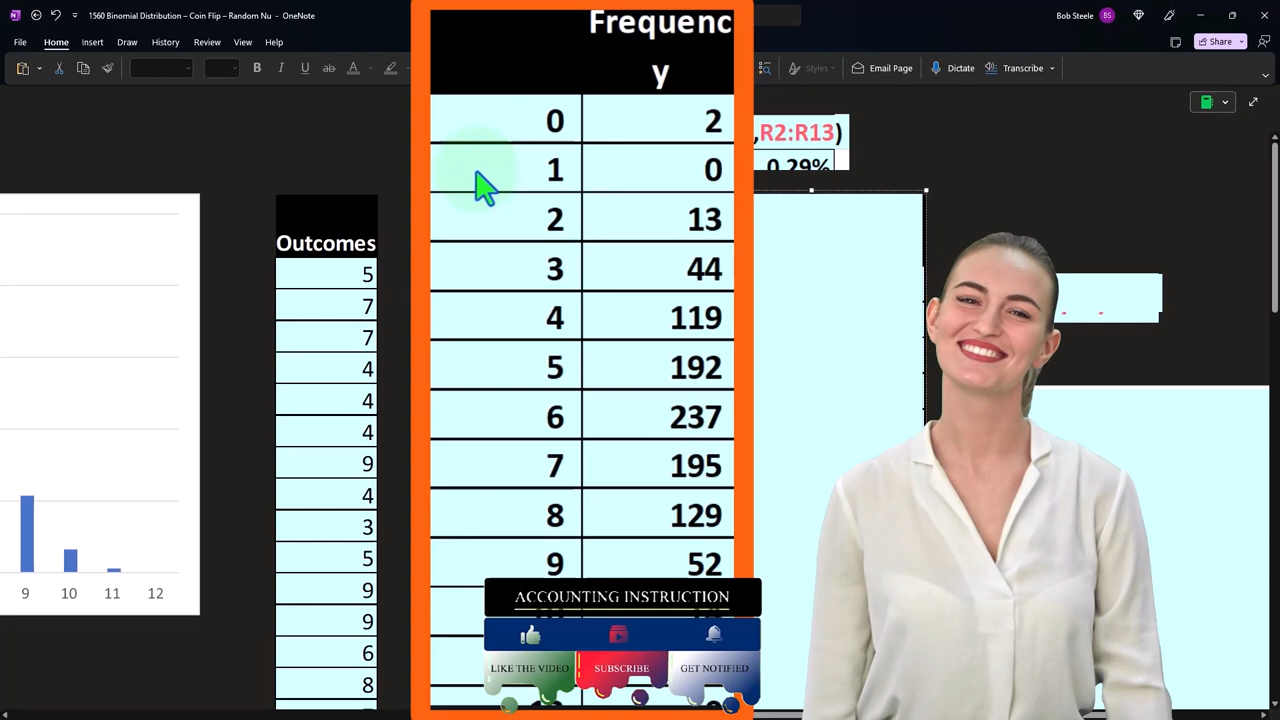 1560 Binomial Distribution – Coin Flip – Random Nu - OneNote
Bob Steele BS
File Home Insert Draw History Review View Help
Share
B I U ab
Styles Email Page Dictate Transcribe
Frequenc
y
,R2:R13)
0.29%
0 2
1 0
2 13
3 44
4 119
5 192
6 237
7 195
8 129
9 52
Outcomes
5
7
7
4
4
4
9
4
3
5
9
9
6
8
9 10 11 12
ACCOUNTING INSTRUCTION
LIKE THE VIDEO SUBSCRIBE GET NOTIFIED